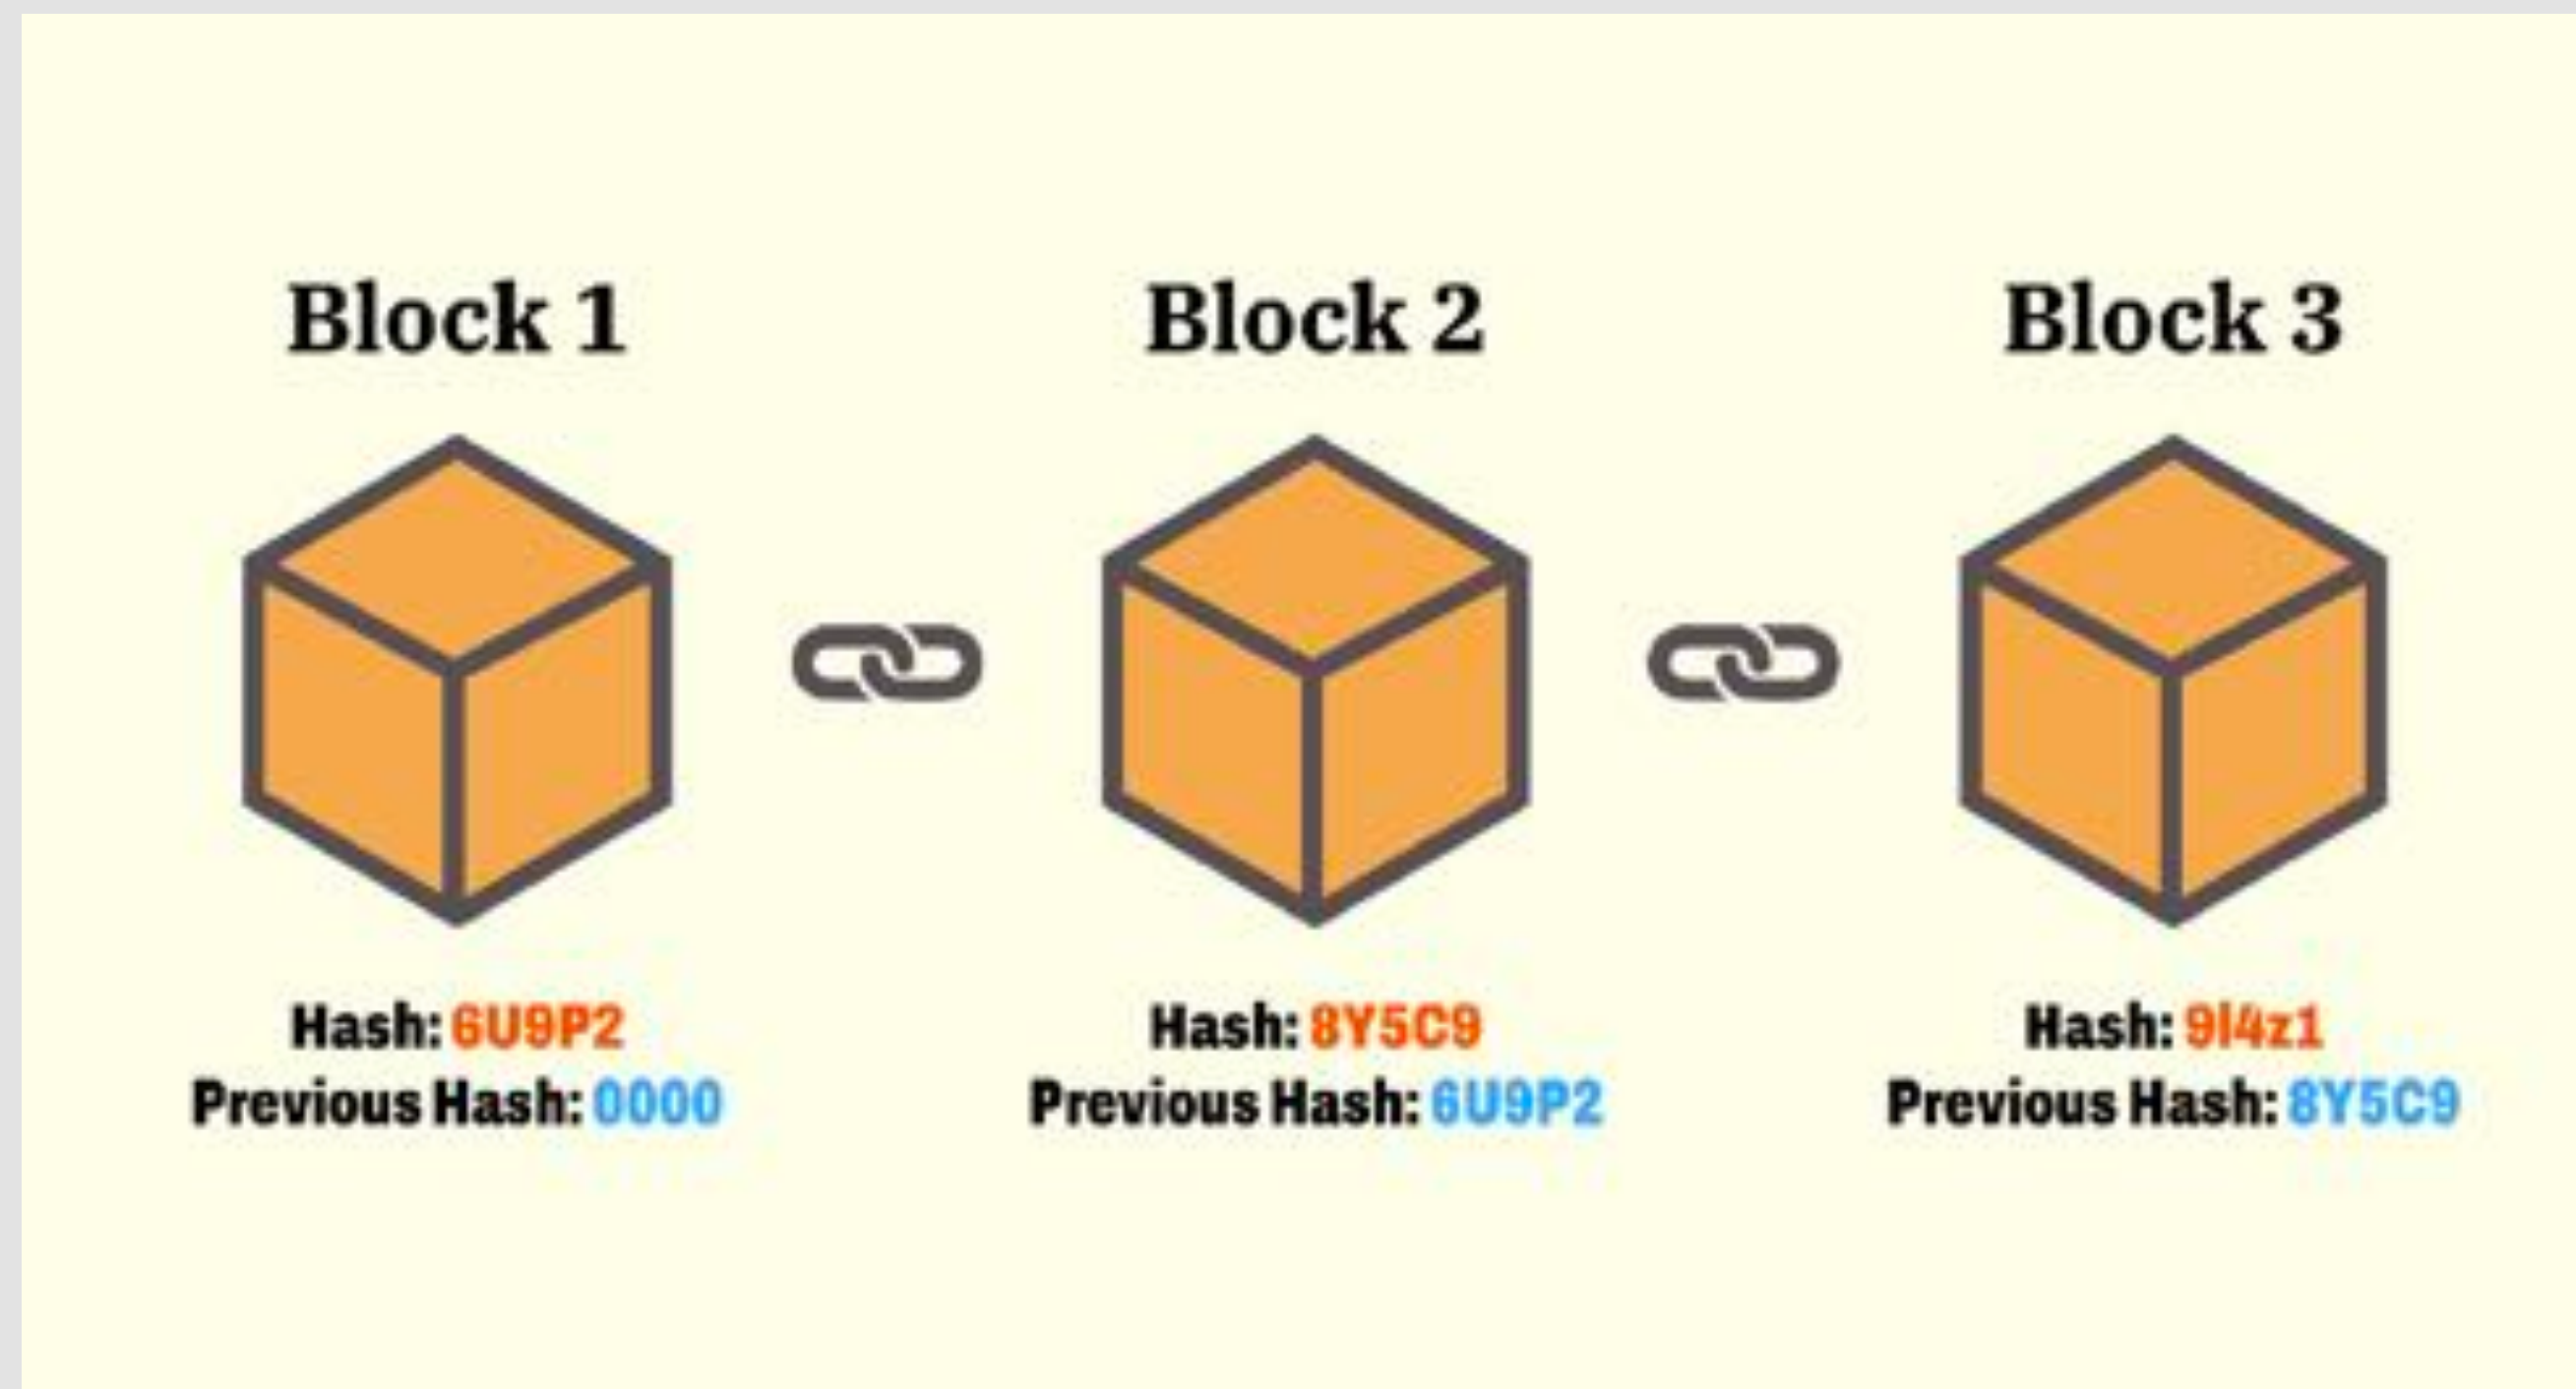 Block 1
Block 2
Block 3
Hash: 6U9P2
Previous Hash: 0000
Hash: 8Y5C9
Previous Hash: 6U9P2
Hash: 9l4z1
Previous Hash: 8Y5C9